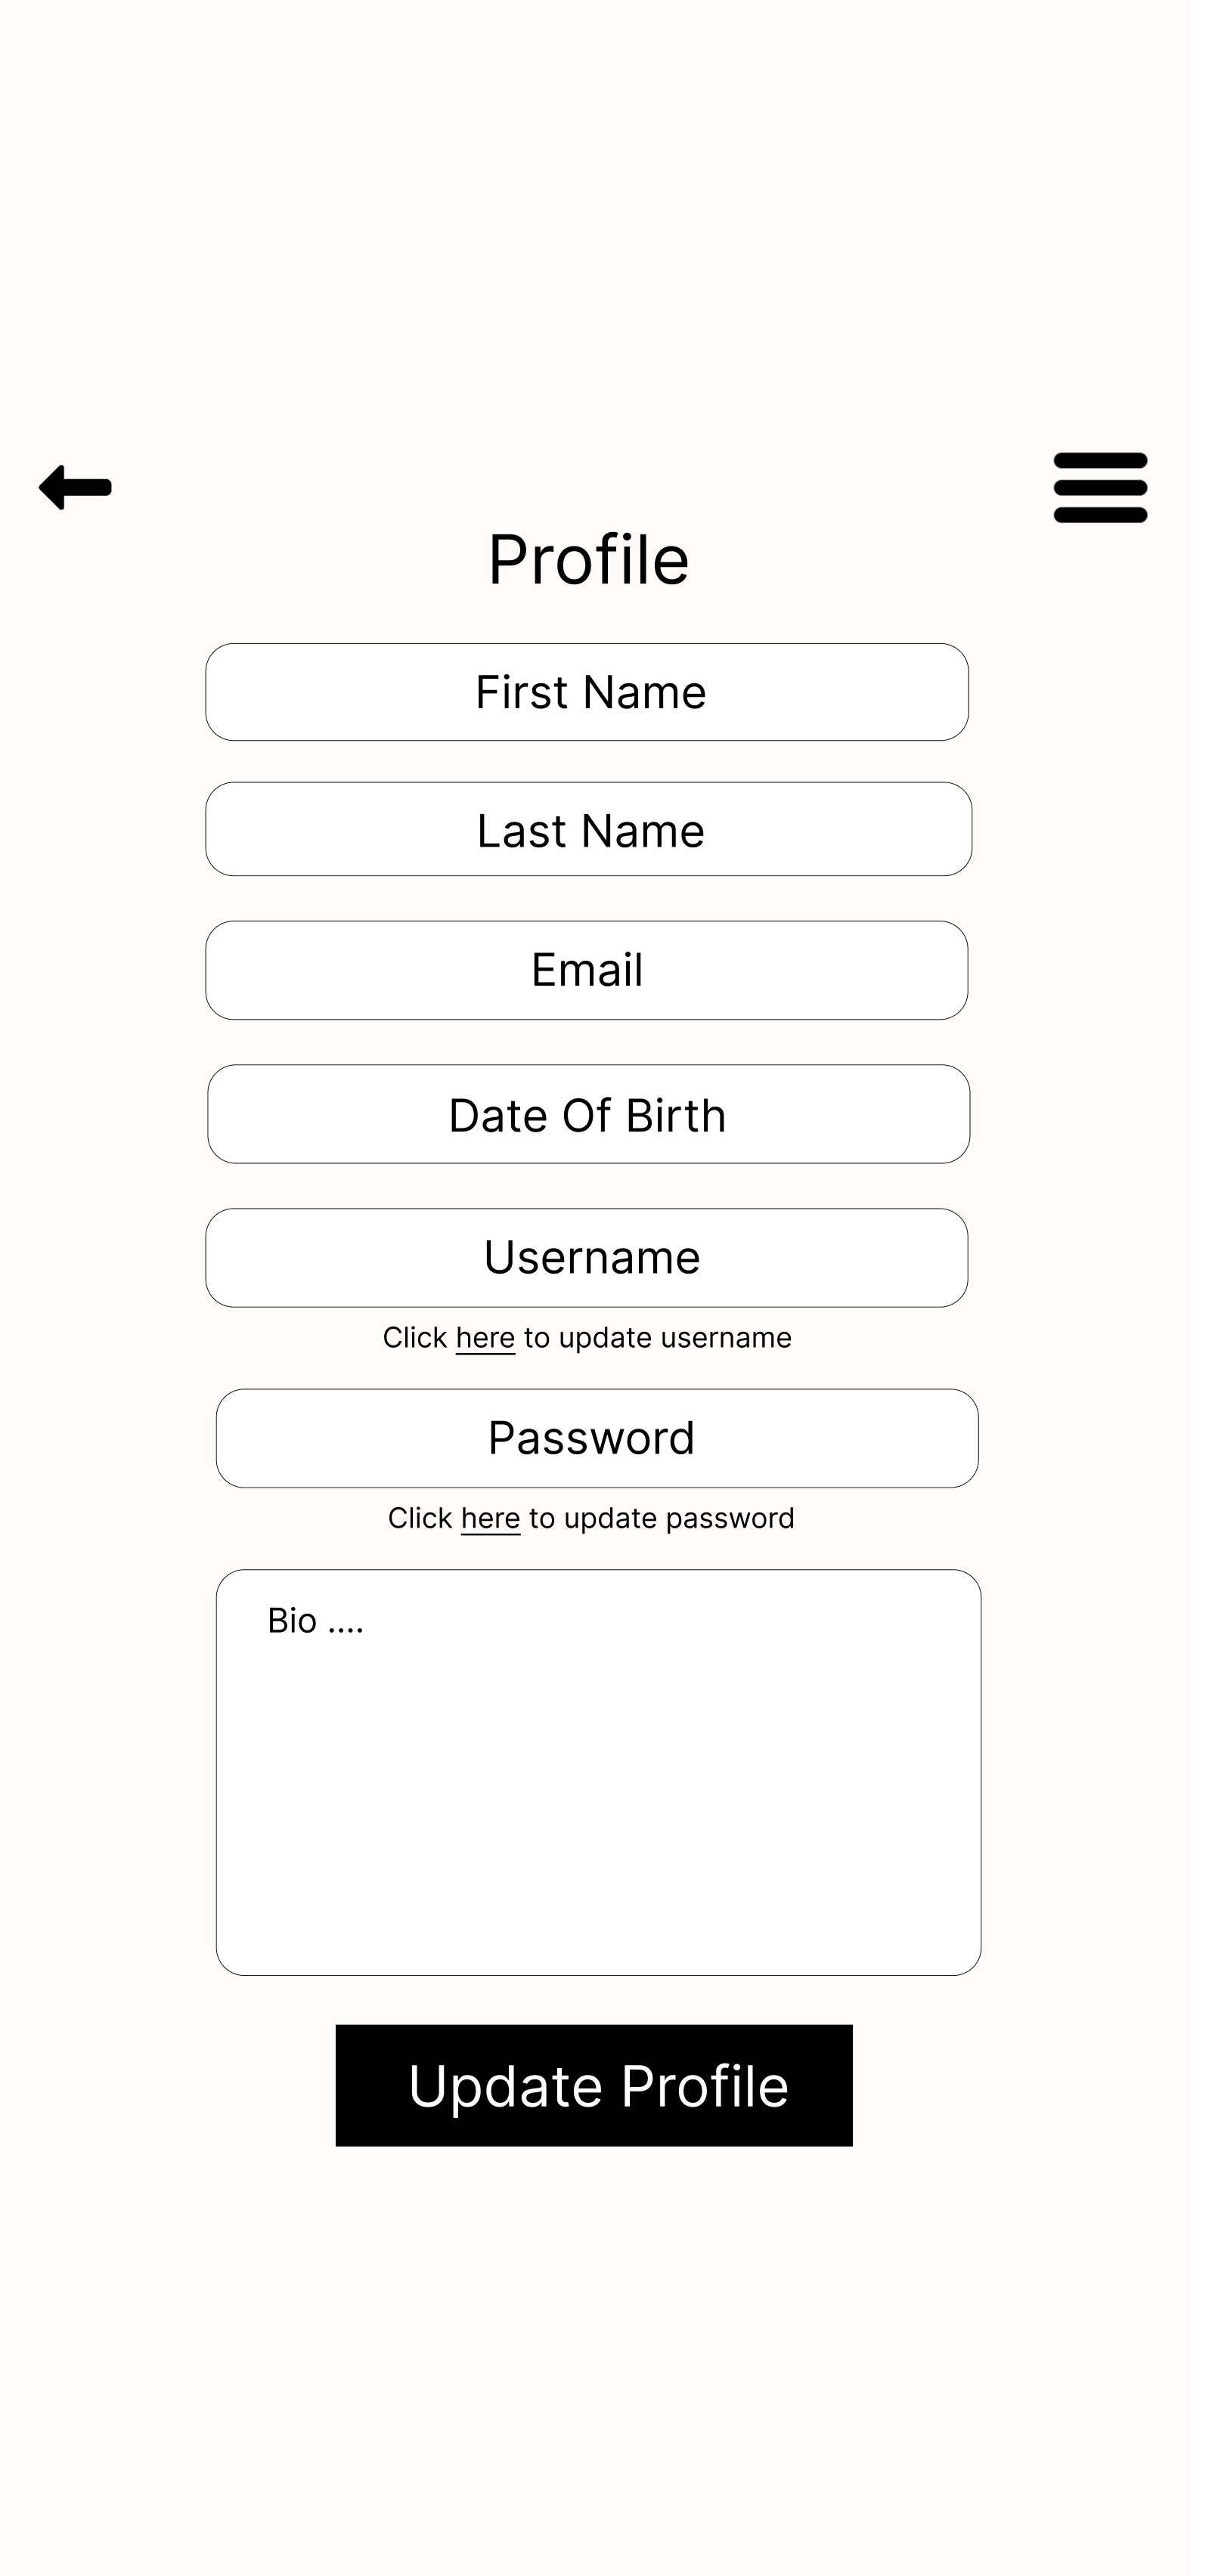 Profile
First Name
Last Name
Email
Date Of Birth
Username
Click here to update username
Password
Click here to update password
Bio ....
Update Profile